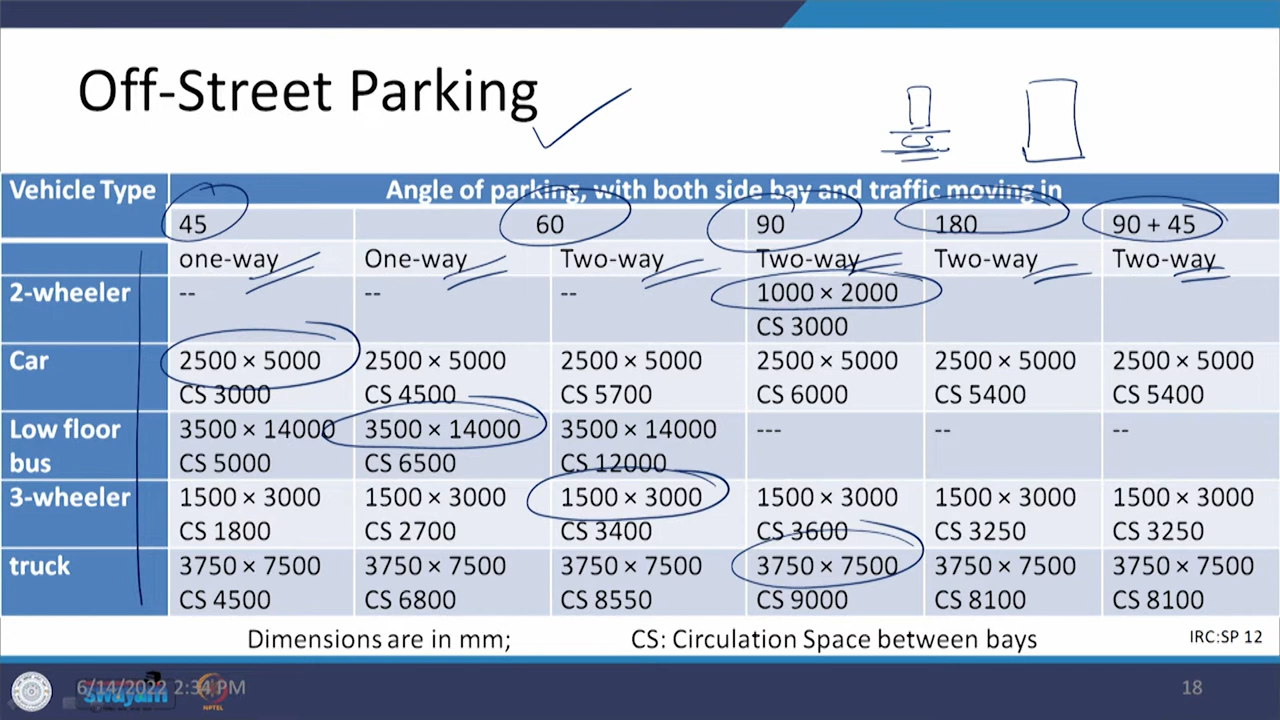 Off-Street Parking
CS
Vehicle Type Angle of parking, with both side bay and traffic moving in
45 60 90 180 90 + 45
one-way One-way Two-way Two-way Two-way Two-way
2-wheeler -- -- -- 1000 × 2000
CS 3000
Car 2500 × 5000 2500 × 5000 2500 × 5000 2500 × 5000 2500 × 5000 2500 × 5000
CS 3000 CS 4500 CS 5700 CS 6000 CS 5400 CS 5400
Low floor 3500 × 14000 3500 × 14000 3500 × 14000 --- -- --
bus CS 5000 CS 6500 CS 12000
3-wheeler 1500 × 3000 1500 × 3000 1500 × 3000 1500 × 3000 1500 × 3000 1500 × 3000
CS 1800 CS 2700 CS 3400 CS 3600 CS 3250 CS 3250
truck 3750 × 7500 3750 × 7500 3750 × 7500 3750 × 7500 3750 × 7500 3750 × 7500
CS 4500 CS 6800 CS 8550 CS 9000 CS 8100 CS 8100
Dimensions are in mm; CS: Circulation Space between bays IRC:SP 12
6/14/2022 2:34 PM 18
swayam NPTEL